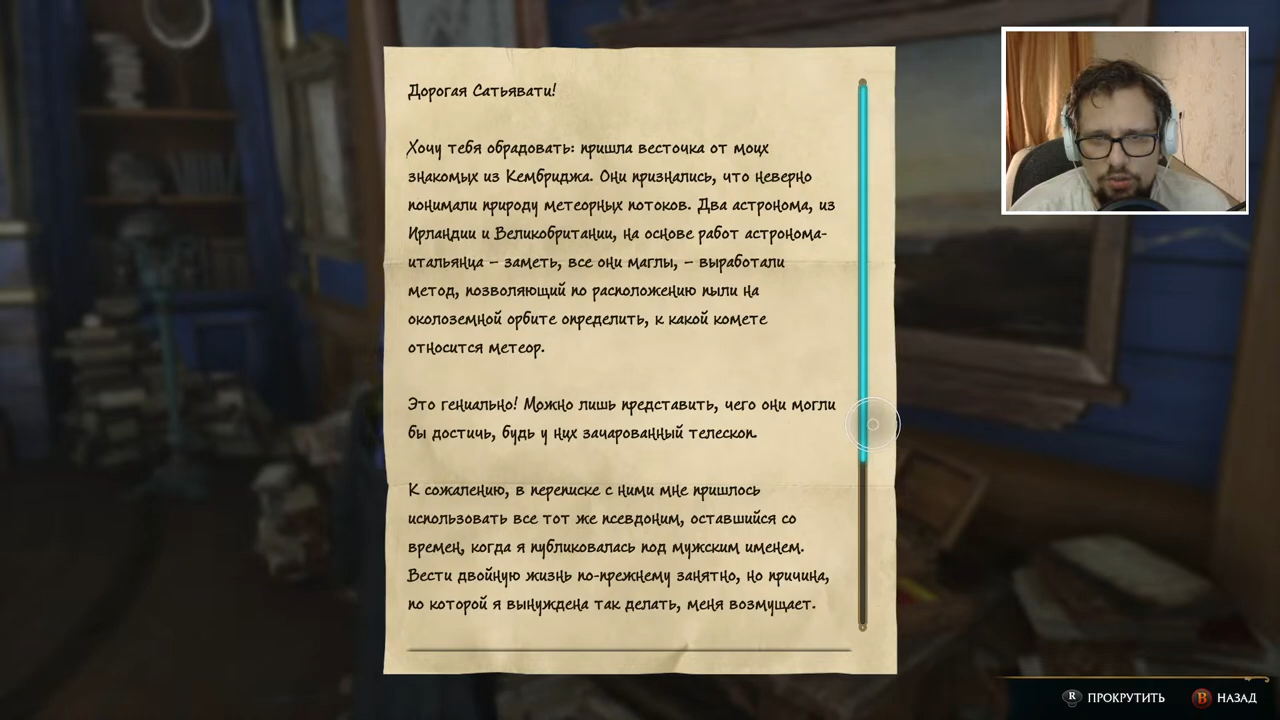 Дорогая Сатьявати!
Хочу тебя обрадовать: пришла весточка от моих
знакомых из Кембриджа. Они признались, что неверно
понимали природу метеорных потоков. Два астронома, из
Ирландии и Великобритании, на основе работ астронома-
итальянца – заметь, все они маглы, – выработали
метод, позволяющий по расположению пыли на
околоземной орбите определить, к какой комете
относится метеор.
Это гениально! Можно лишь представить, чего они могли
бы достичь, будь у них зачарованный телескоп.
К сожалению, в переписке с ними мне пришлось
использовать все тот же псевдоним, оставшийся со
времен, когда я публиковалась под мужским именем.
Вести двойную жизнь по-прежнему занятно, но причина,
по которой я вынуждена так делать, меня возмущает.
R ПРОКРУТИТЬ B НАЗАД